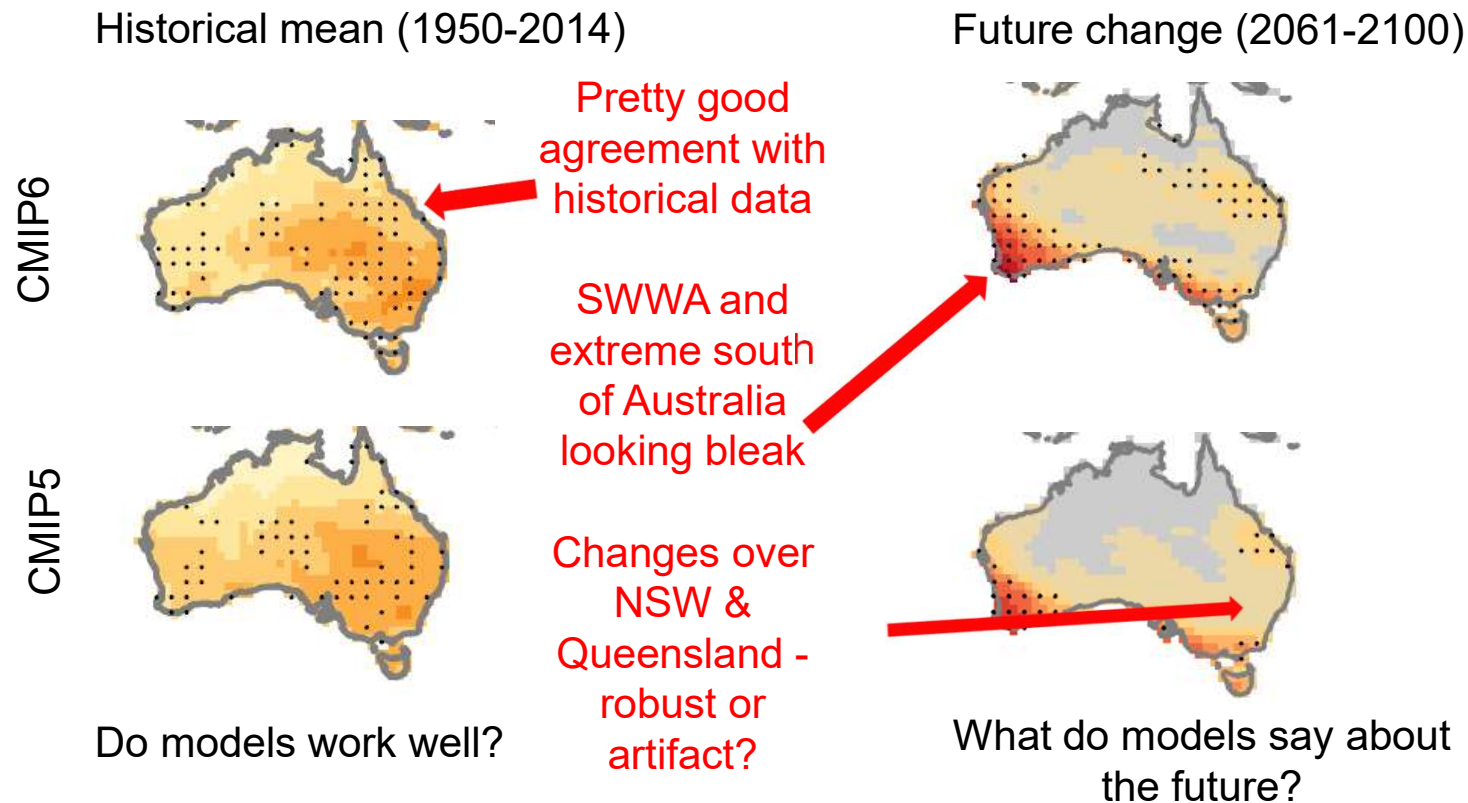 Historical mean (1950-2014)
Future change (2061-2100)
CMIP6
Pretty good
agreement with
historical data
SWWA and
extreme south
of Australia
looking bleak
CMIP5
Changes over
NSW &
Queensland -
robust or
artifact?
Do models work well?
What do models say about
the future?